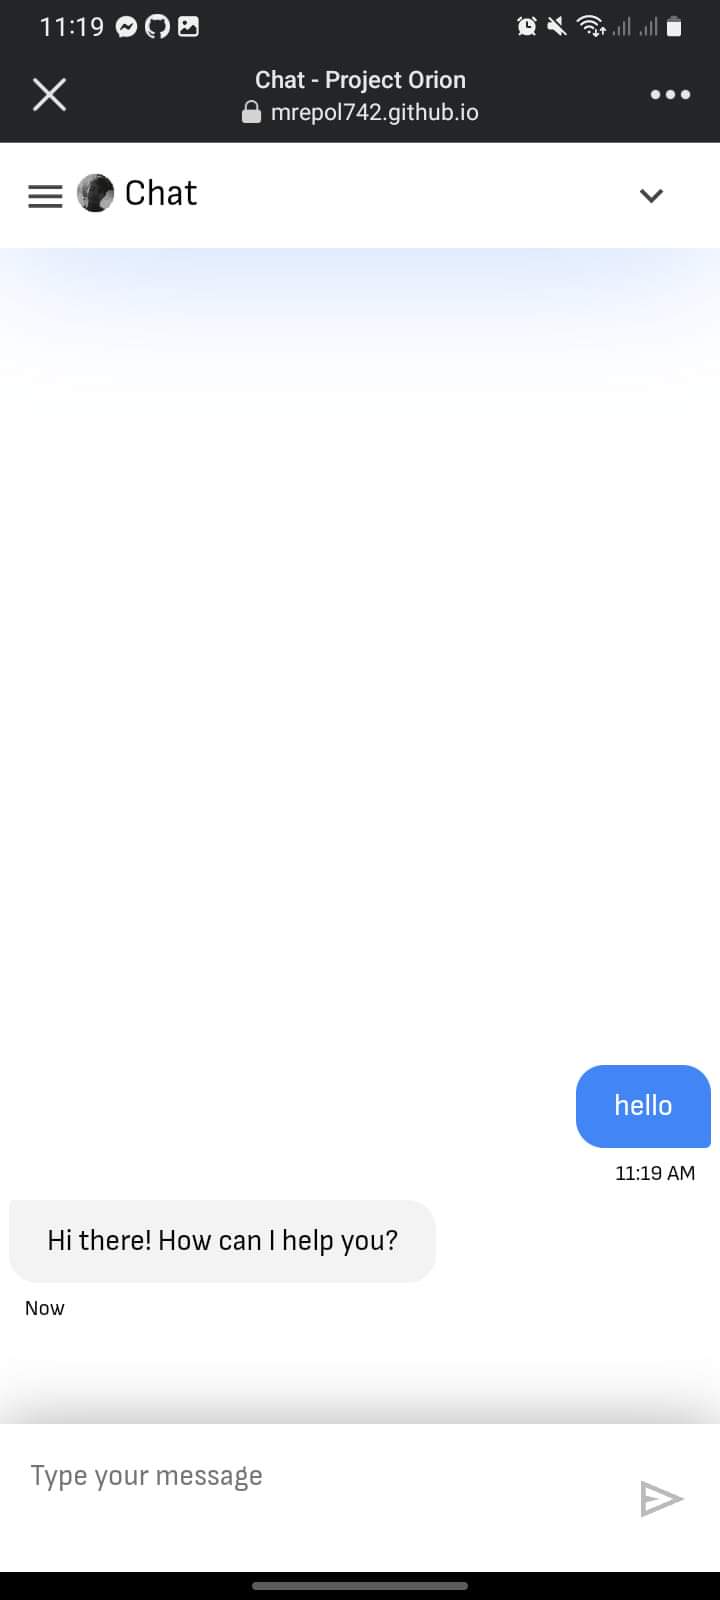 11:19
Chat - Project Orion
mrepol742.github.io
Chat
hello
11:19 AM
Hi there! How can I help you?
Now
Type your message